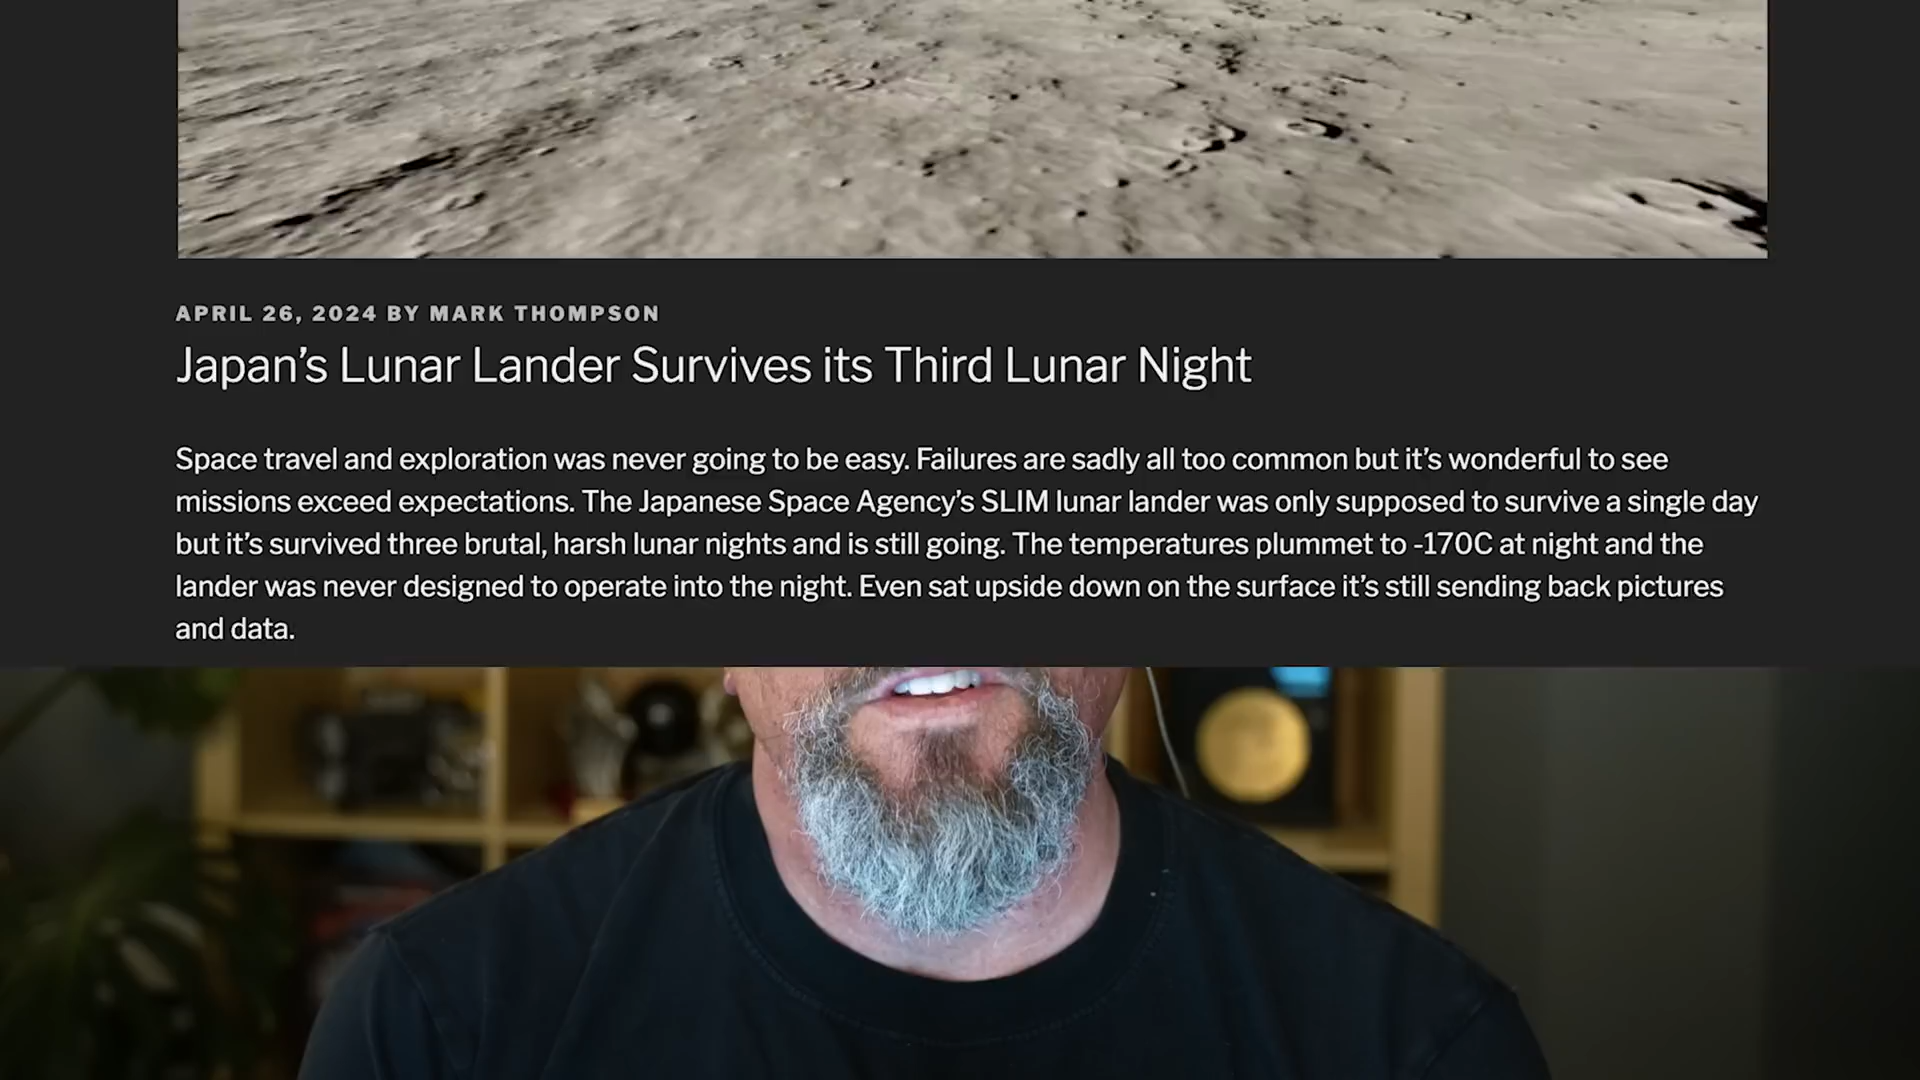 APRIL 26, 2024 BY MARK THOMPSON
Japan’s Lunar Lander Survives its Third Lunar Night
Space travel and exploration was never going to be easy. Failures are sadly all too common but it’s wonderful to see
missions exceed expectations. The Japanese Space Agency’s SLIM lunar lander was only supposed to survive a single day
but it’s survived three brutal, harsh lunar nights and is still going. The temperatures plummet to -170C at night and the
lander was never designed to operate into the night. Even sat upside down on the surface it’s still sending back pictures
and data.